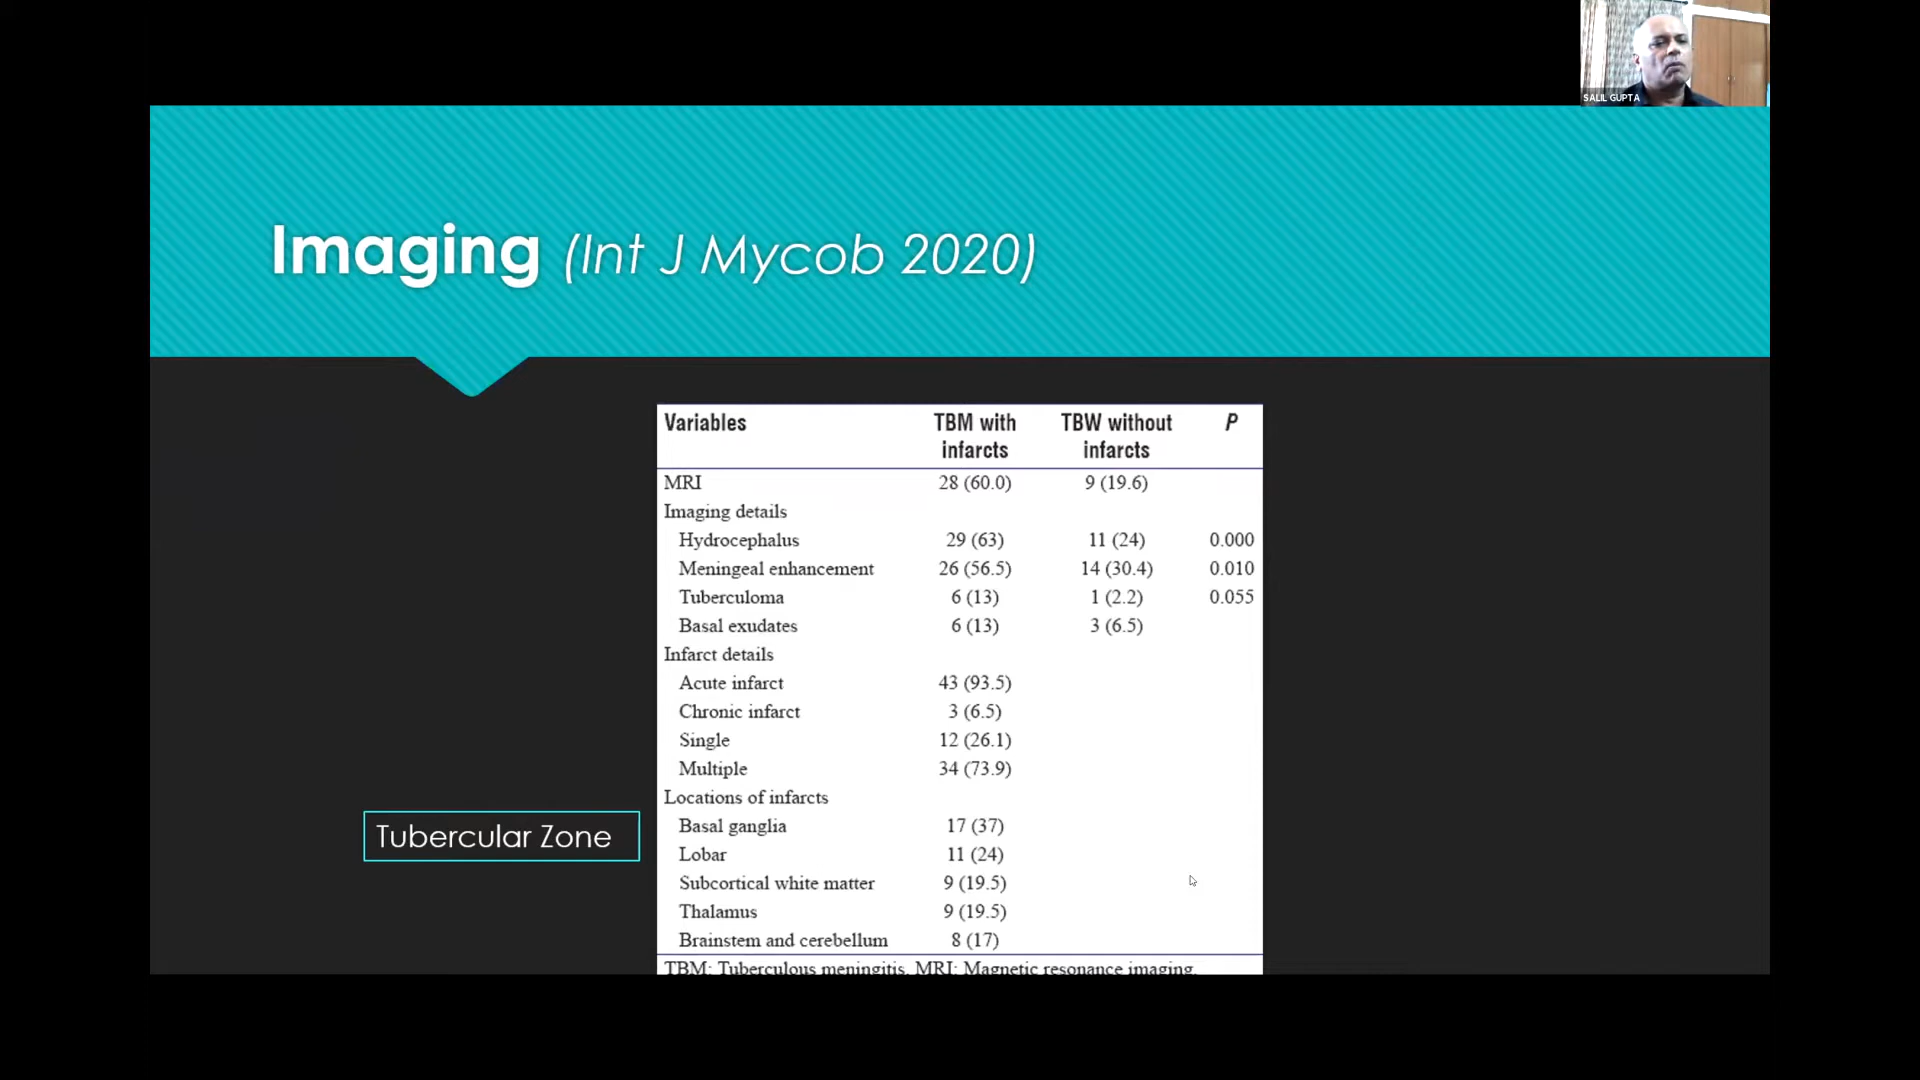 SALIL GUPTA
Imaging (Int J Mycob 2020)
Variables TBM with infarcts TBW without infarcts P
MRI 28 (60.0) 9 (19.6)
Imaging details
Hydrocephalus 29 (63) 11 (24) 0.000
Meningeal enhancement 26 (56.5) 14 (30.4) 0.010
Tuberculoma 6 (13) 1 (2.2) 0.055
Basal exudates 6 (13) 3 (6.5)
Infarct details
Acute infarct 43 (93.5)
Chronic infarct 3 (6.5)
Single 12 (26.1)
Multiple 34 (73.9)
Locations of infarcts
Tubercular Zone
Basal ganglia 17 (37)
Lobar 11 (24)
Subcortical white matter 9 (19.5)
Thalamus 9 (19.5)
Brainstem and cerebellum 8 (17)
TBM: Tuberculous meningitis, MRI: Magnetic resonance imaging.